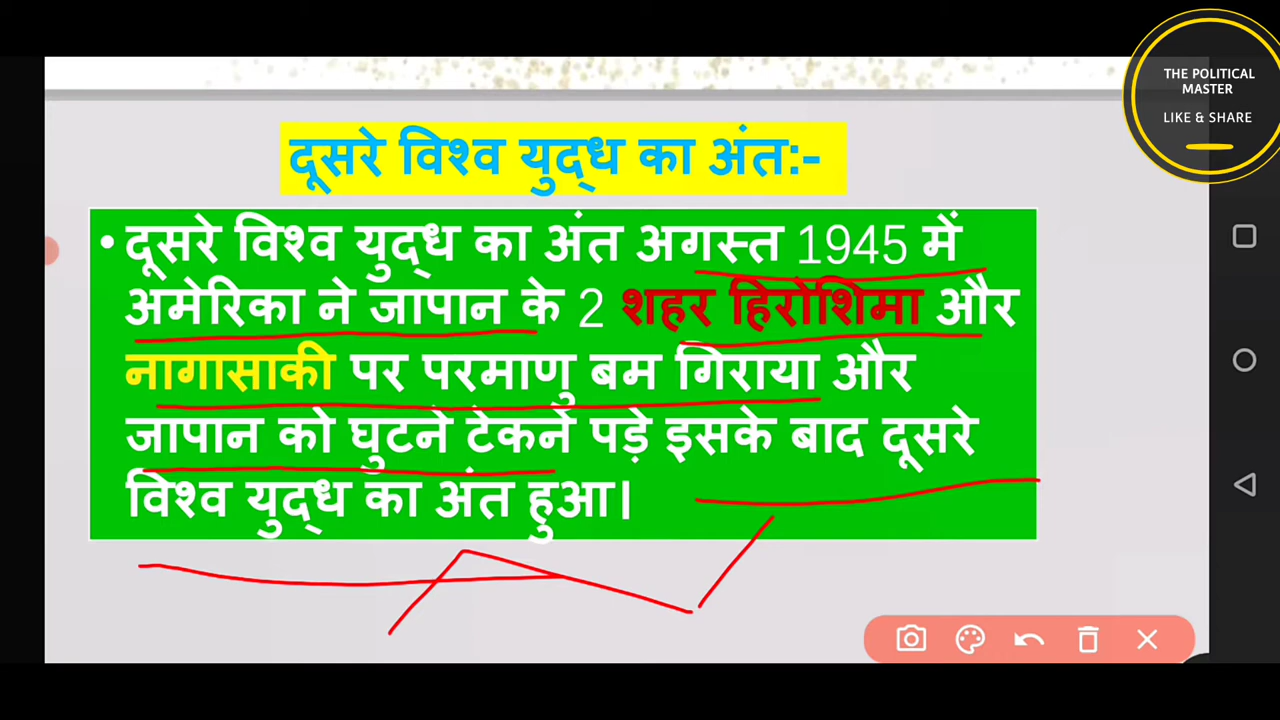 THE POLITICAL
MASTER
LIKE & SHARE
दूसरे विश्व युद्ध का अंत:-
• दूसरे विश्व युद्ध का अंत अगस्त 1945 में
अमेरिका ने जापान के 2 शहर हिरोशिमा और
नागासाकी पर परमाणु बम गिराया और
जापान को घुटने टेकने पड़े इसके बाद दूसरे
विश्व युद्ध का अंत हुआ।